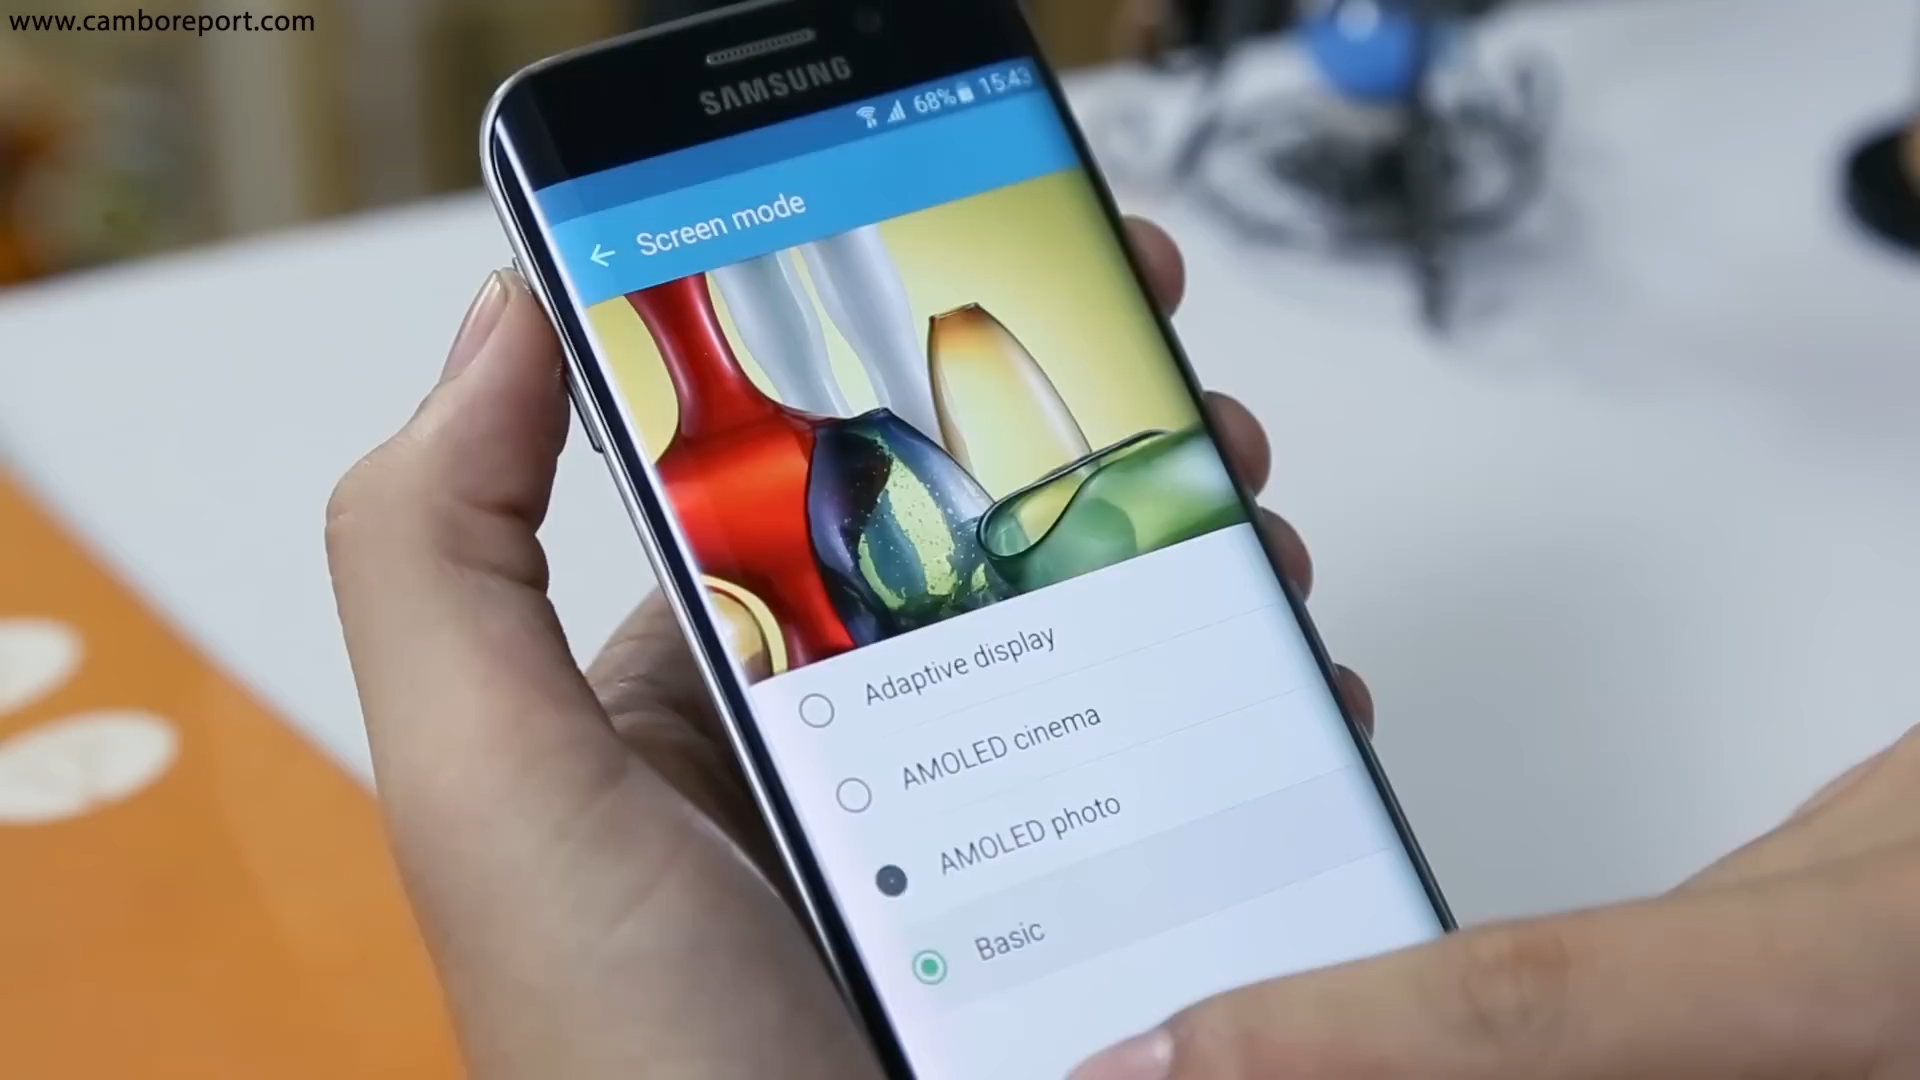 www.camboreport.com
SAMSUNG
68% 15:43
Screen mode
Adaptive display
AMOLED cinema
AMOLED photo
Basic